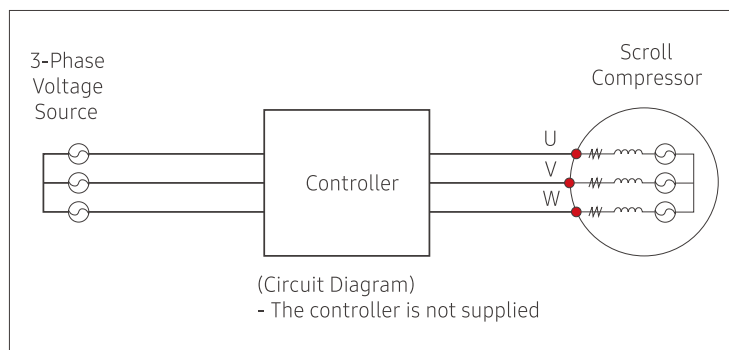 3-Phase
Voltage
Source
Scroll
Compressor
Controller
U
V
W
(Circuit Diagram)
- The controller is not supplied